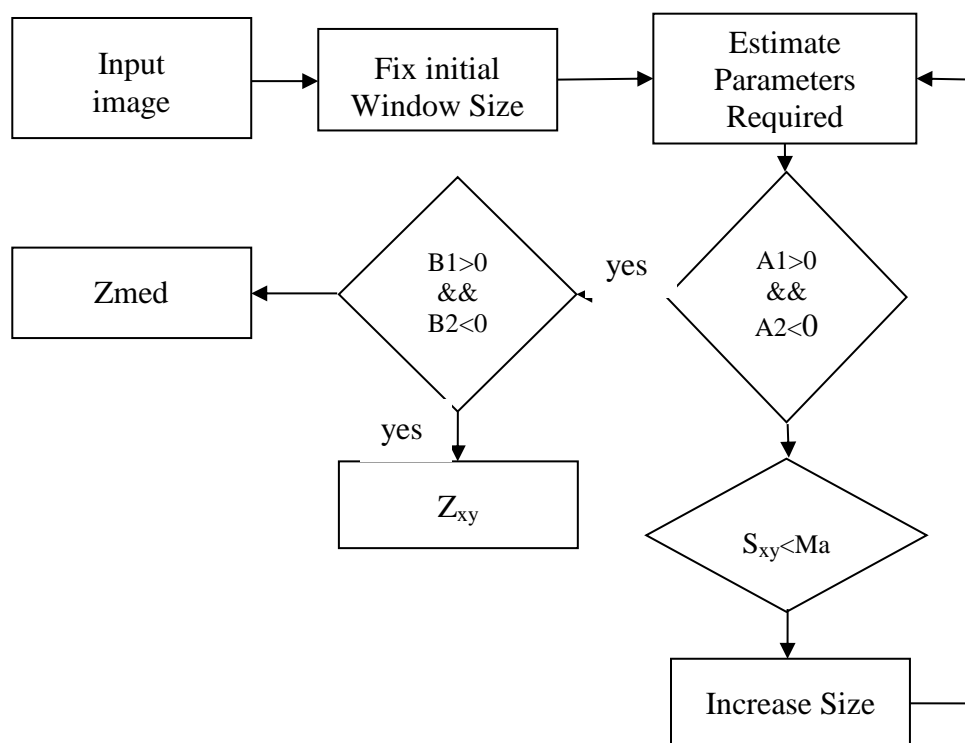 Input
image
Fix initial
Window Size
Estimate
Parameters
Required
Zmed
B1>0
&&
B2<0
yes
A1>0
&&
A2<0
yes
Zxy
Sxy<Ma
Increase Size